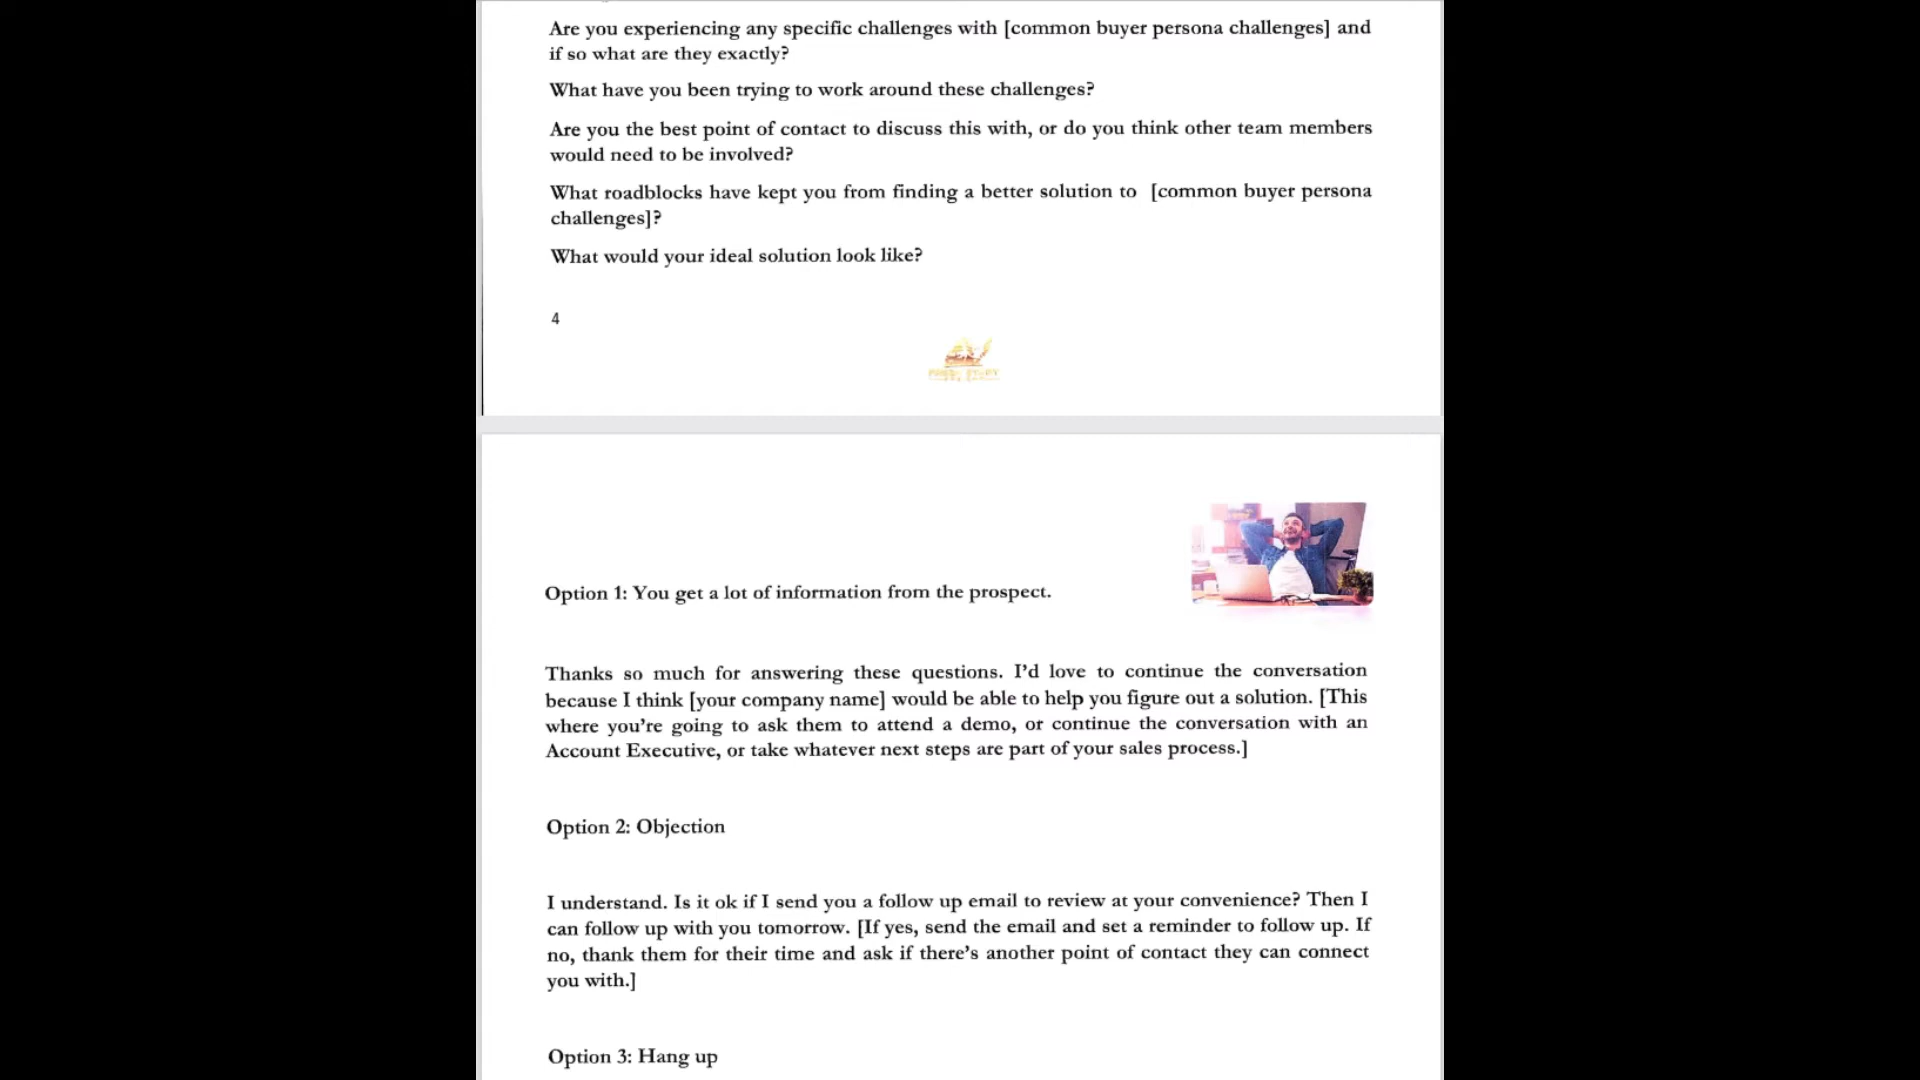 Are you experiencing any specific challenges with [common buyer persona challenges] and
if so what are they exactly?
What have you been trying to work around these challenges?
Are you the best point of contact to discuss this with, or do you think other team members
would need to be involved?
What roadblocks have kept you from finding a better solution to [common buyer persona
challenges]?
What would your ideal solution look like?
4
Option 1: You get a lot of information from the prospect.
Thanks so much for answering these questions. I’d love to continue the conversation
because I think [your company name] would be able to help you figure out a solution. [This
where you’re going to ask them to attend a demo, or continue the conversation with an
Account Executive, or take whatever next steps are part of your sales process.]
Option 2: Objection
I understand. Is it ok if I send you a follow up email to review at your convenience? Then I
can follow up with you tomorrow. [If yes, send the email and set a reminder to follow up. If
no, thank them for their time and ask if there’s another point of contact they can connect
you with.]
Option 3: Hang up